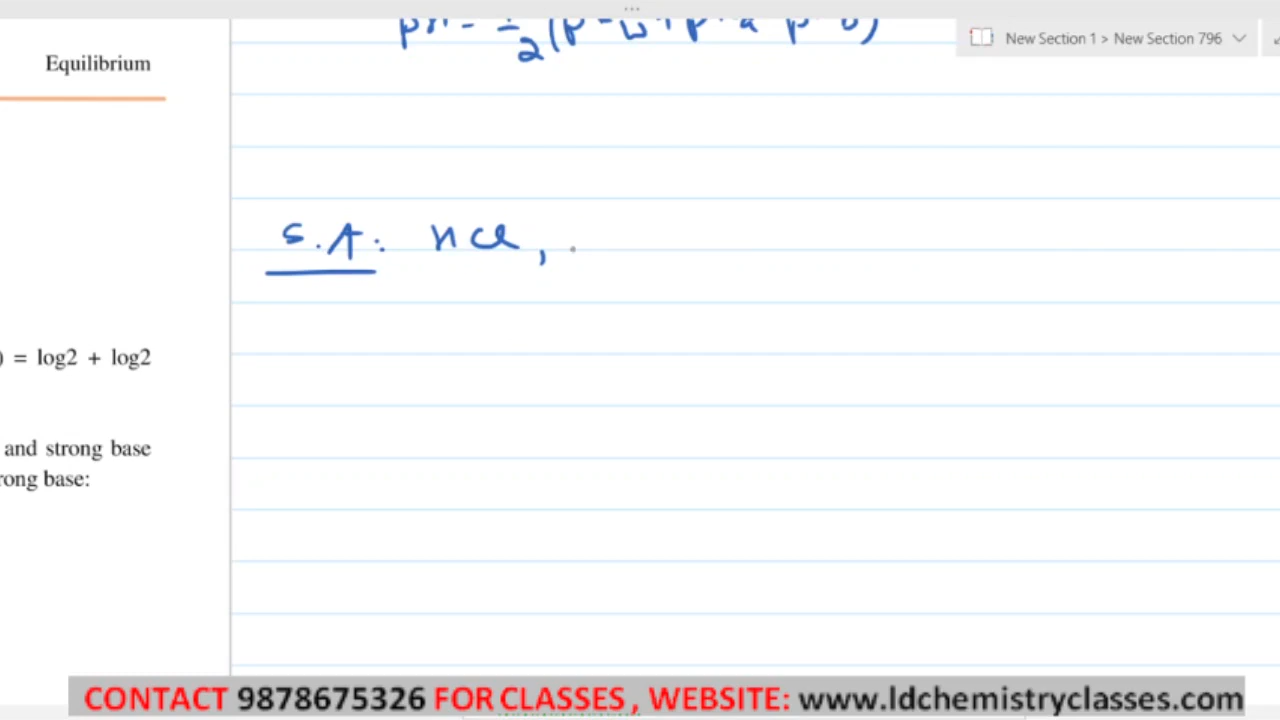 Equilibrium
New Section 1 > New Section 796
S.A: HCl,
) = log2 + log2
and strong base
rong base:
CONTACT 9878675326 FOR CLASSES , WEBSITE: www.ldchemistryclasses.com